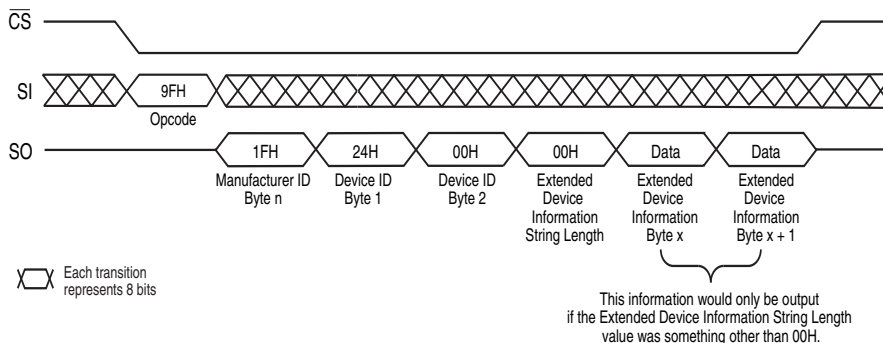 CS
SI
9FH
Opcode
SO
1FH
24H
00H
00H
Data
Data
Manufacturer ID
Byte n
Device ID
Byte 1
Device ID
Byte 2
Extended
Device
Information
String Length
Extended
Device
Information
Byte x
Extended
Device
Information
Byte x + 1
Each transition
represents 8 bits
This information would only be output
if the Extended Device Information String Length
value was something other than 00H.